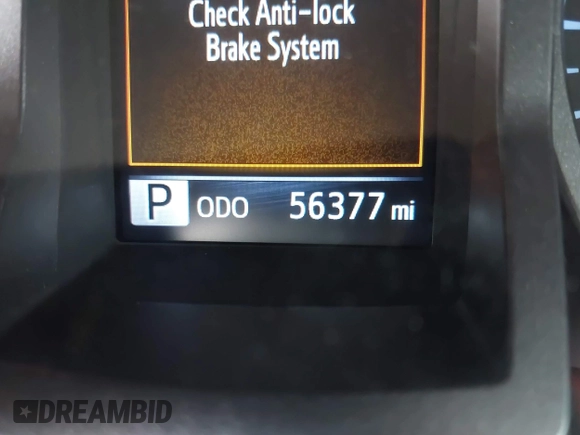 Check Anti-lock
Brake System
P ODO 56377 mi
DREAMBID